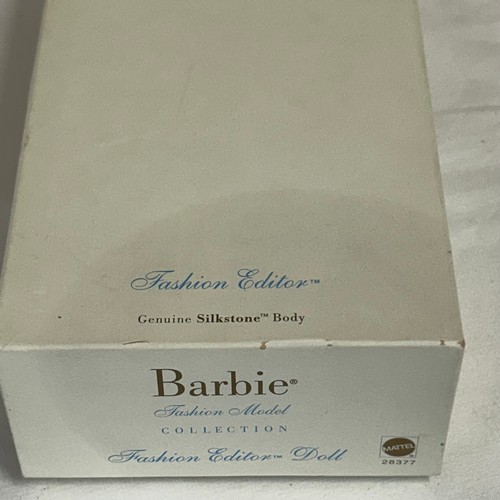 Fashion Editor™
Genuine Silkstone™ Body
Barbie®
Fashion Model
COLLECTION
Fashion Editor™ Doll
MATTEL
28377